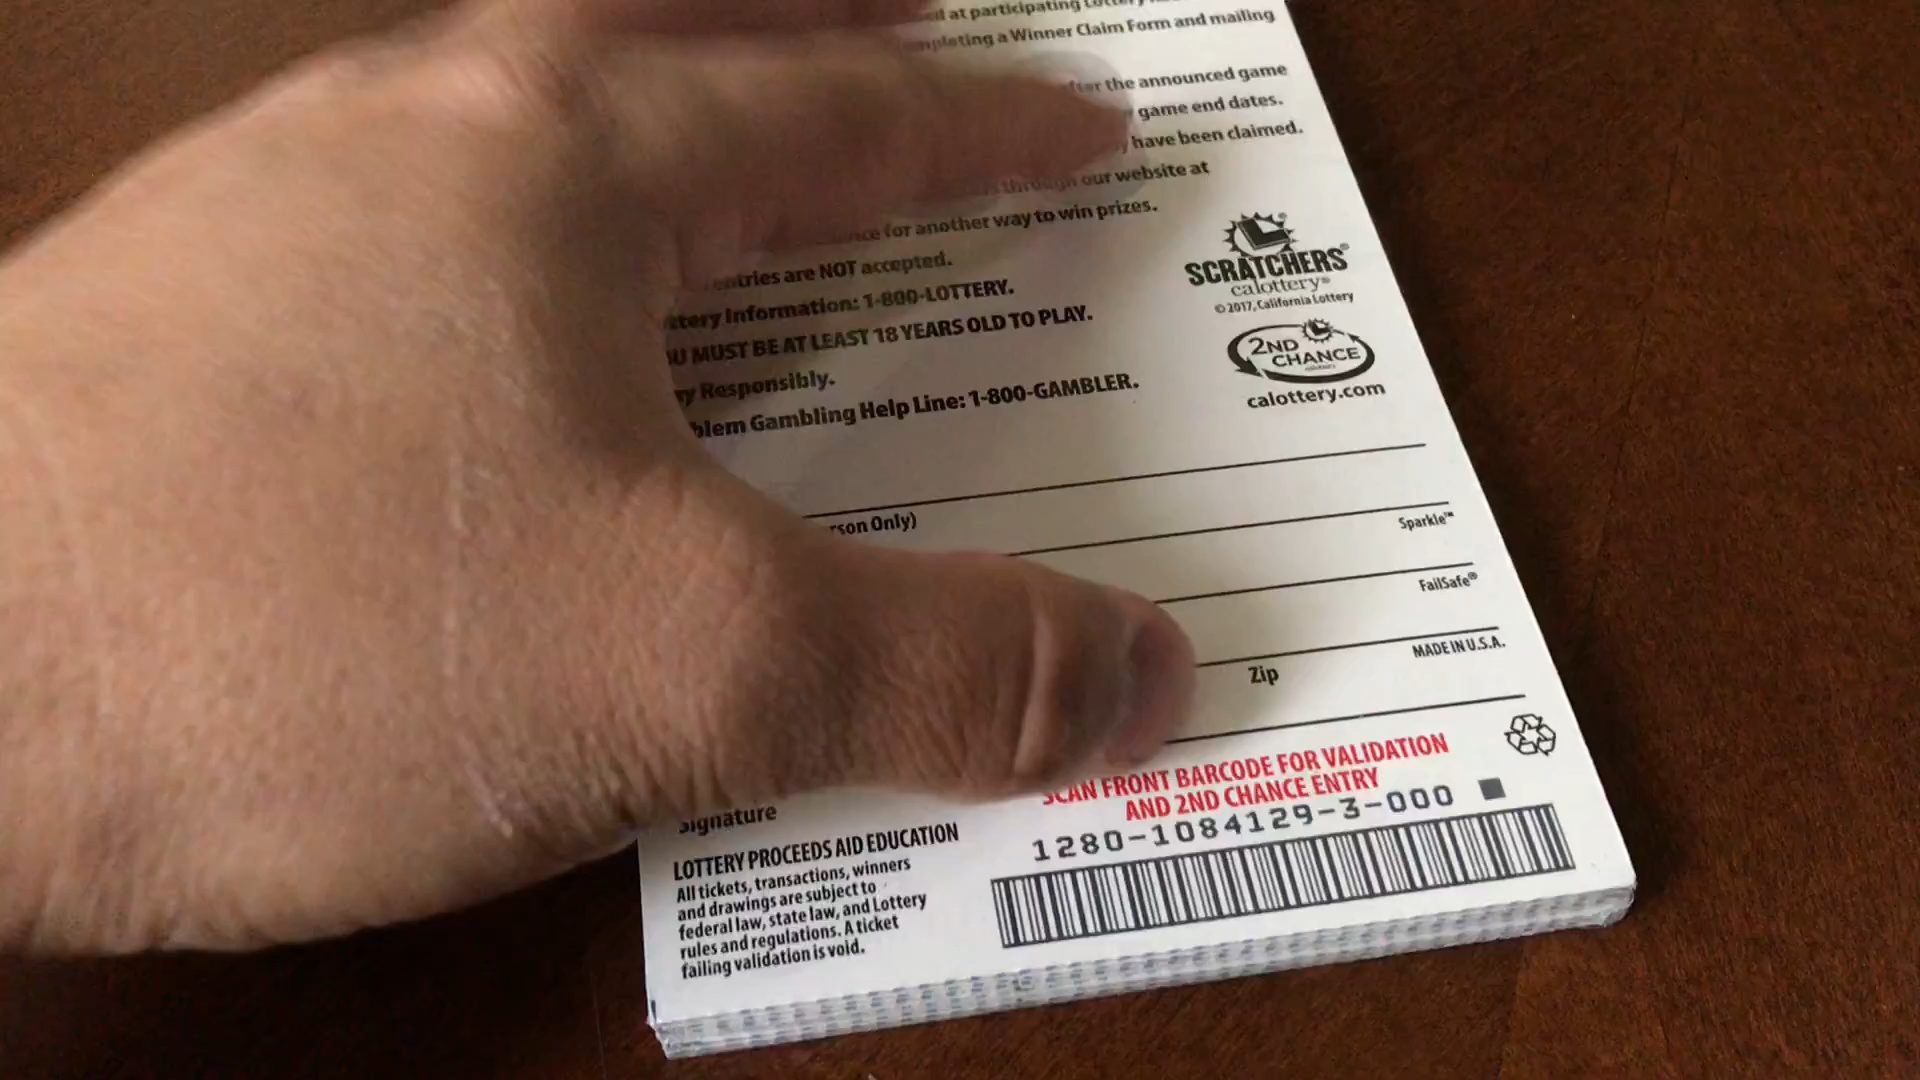 at participating Lottery
completing a Winner Claim Form and mailing
after the announced game
game end dates.
have been claimed.
through our website at
for another way to win prizes.
entries are NOT accepted.
ttery Information: 1-800-LOTTERY.
U MUST BE AT LEAST 18 YEARS OLD TO PLAY.
y Responsibly.
blem Gambling Help Line: 1-800-GAMBLER.
SCRATCHERS®
calottery®
© 2017, California Lottery
2ND
CHANCE
calottery.com
rson Only)
Sparkle™
FailSafe®
MADE IN U.S.A.
Zip
SCAN FRONT BARCODE FOR VALIDATION
AND 2ND CHANCE ENTRY
1280-1084129-3-000
Signature
LOTTERY PROCEEDS AID EDUCATION
All tickets, transactions, winners
and drawings are subject to
federal law, state law, and Lottery
rules and regulations. A ticket
failing validation is void.